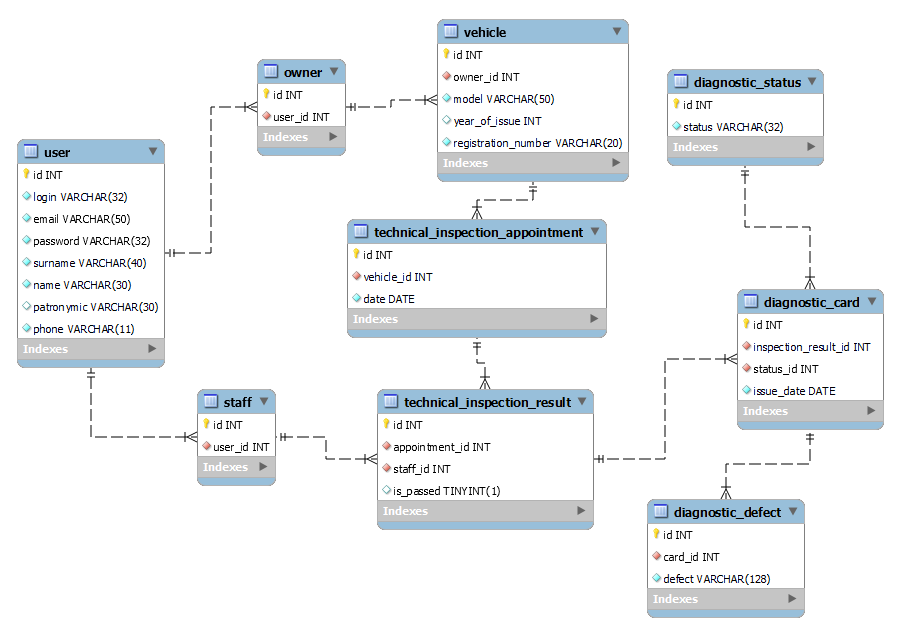 user
id INT
login VARCHAR(32)
email VARCHAR(50)
password VARCHAR(32)
surname VARCHAR(40)
name VARCHAR(30)
patronymic VARCHAR(30)
phone VARCHAR(11)
Indexes
owner
id INT
user_id INT
Indexes
vehicle
id INT
owner_id INT
model VARCHAR(50)
year_of_issue INT
registration_number VARCHAR(20)
Indexes
diagnostic_status
id INT
status VARCHAR(32)
Indexes
technical_inspection_appointment
id INT
vehicle_id INT
date DATE
Indexes
staff
id INT
user_id INT
Indexes
technical_inspection_result
id INT
appointment_id INT
staff_id INT
is_passed TINYINT(1)
Indexes
diagnostic_card
id INT
inspection_result_id INT
status_id INT
issue_date DATE
Indexes
diagnostic_defect
id INT
card_id INT
defect VARCHAR(128)
Indexes